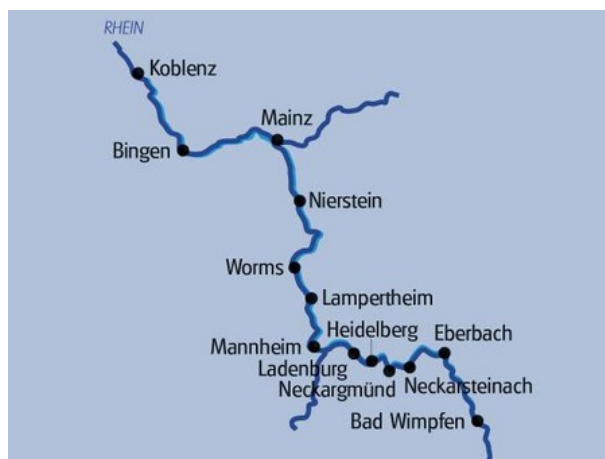 RHEIN
Koblenz
Mainz
Bingen
Nierstein
Worms
Lampertheim
Heidelberg
Eberbach
Mannheim
Ladenburg
Neckargmünd
Neckarsteinach
Bad Wimpfen